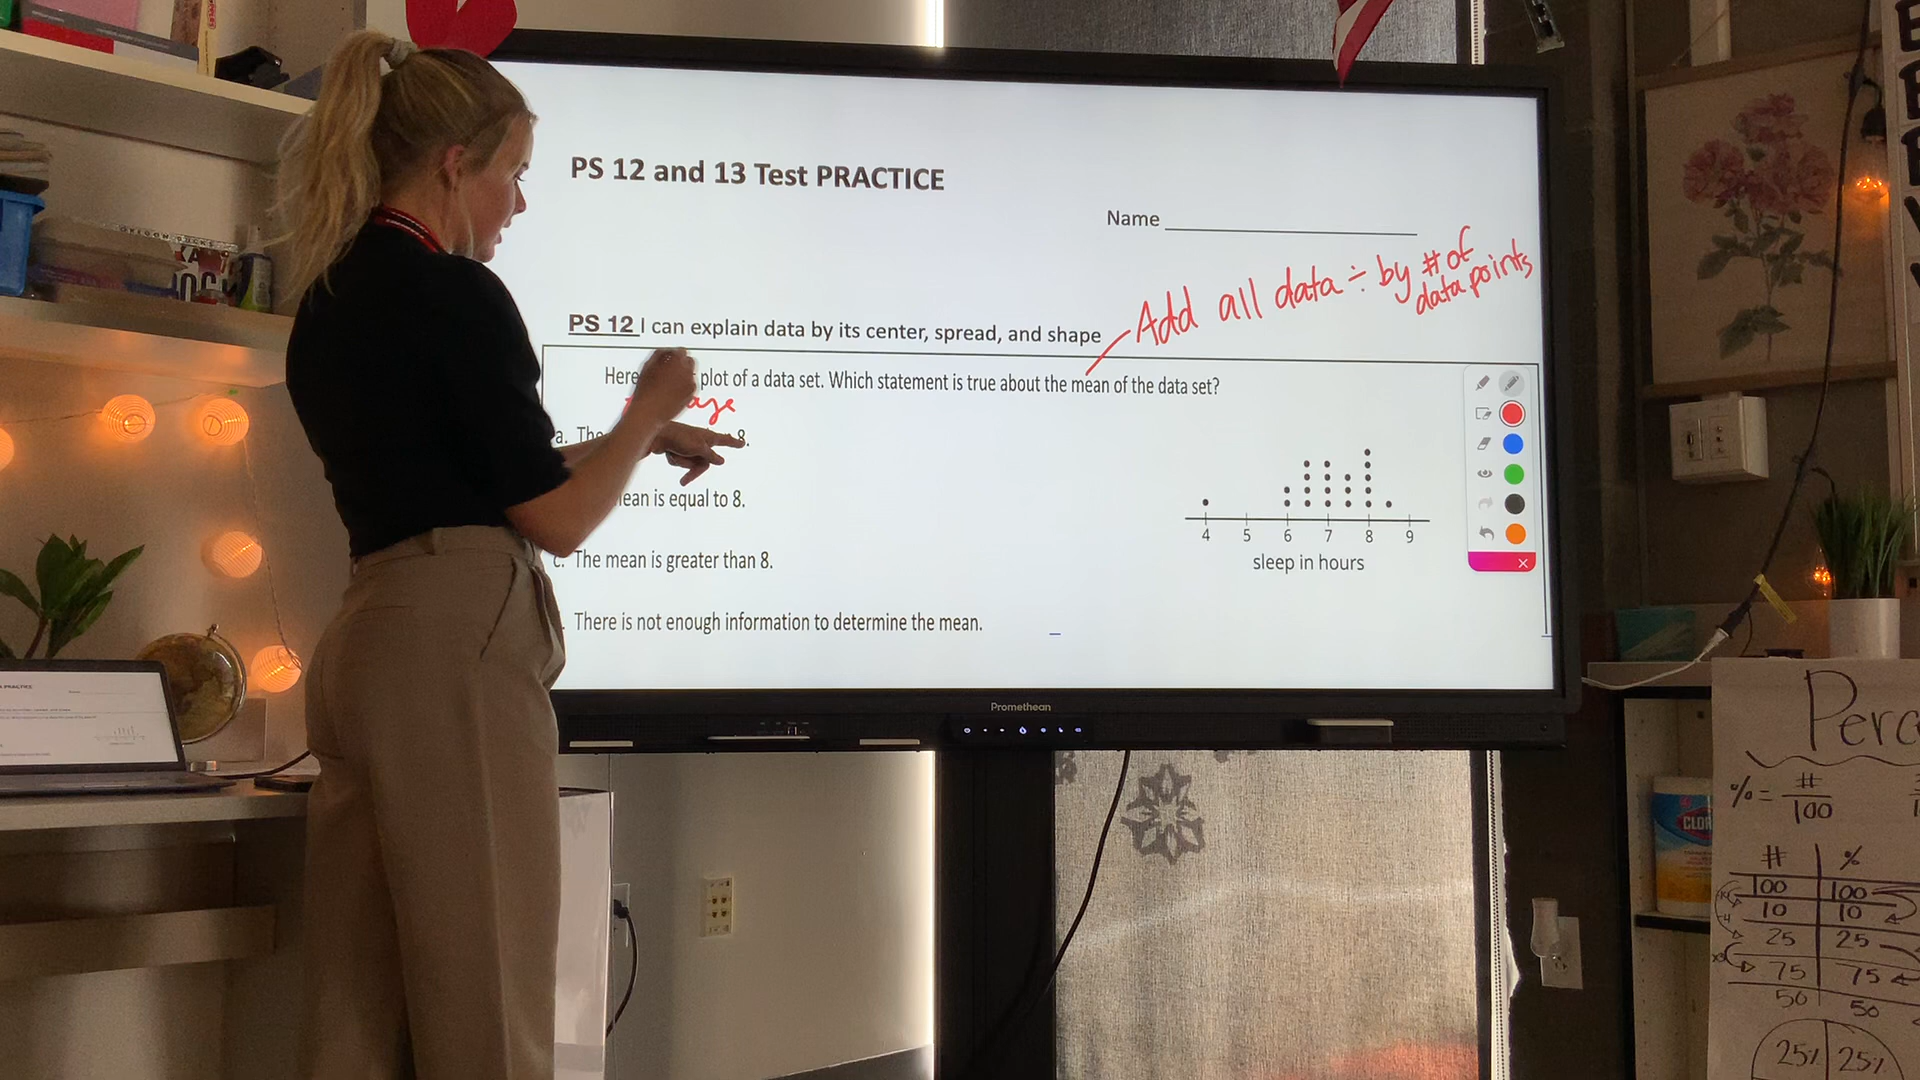 PS 12 and 13 Test PRACTICE
Name
Add all data ÷ by # of
data points
PS 12 I can explain data by its center, spread, and shape
Here plot of a data set. Which statement is true about the mean of the data set?
a. The 8.
mean is equal to 8.
c. The mean is greater than 8.
There is not enough information to determine the mean.
4 5 6 7 8 9
sleep in hours
Promethean
OREGON DUCKS
CLOR
% = #
100
# %
100 100
10 10
25 25
75 75
50 50
25% 25%